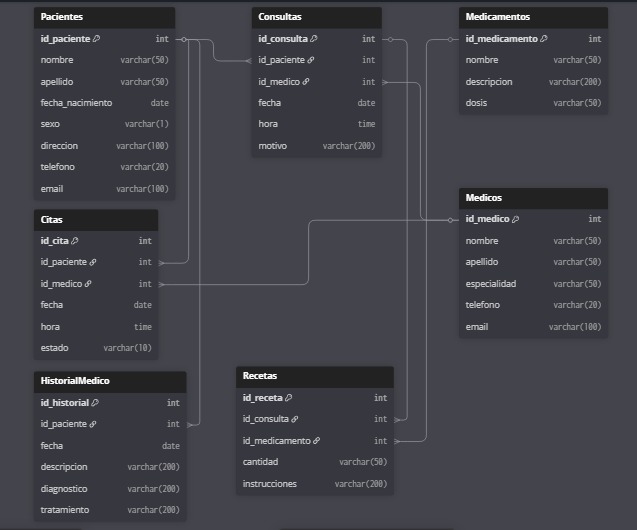 Pacientes
id_paciente int
nombre varchar(50)
apellido varchar(50)
fecha_nacimiento date
sexo varchar(1)
direccion varchar(100)
telefono varchar(20)
email varchar(100)
Consultas
id_consulta int
id_paciente int
id_medico int
fecha date
hora time
motivo varchar(200)
Medicamentos
id_medicamento int
nombre varchar(50)
descripcion varchar(200)
dosis varchar(50)
Citas
id_cita int
id_paciente int
id_medico int
fecha date
hora time
estado varchar(10)
Medicos
id_medico int
nombre varchar(50)
apellido varchar(50)
especialidad varchar(50)
telefono varchar(20)
email varchar(100)
HistorialMedico
id_historial int
id_paciente int
fecha date
descripcion varchar(200)
diagnostico varchar(200)
tratamiento varchar(200)
Recetas
id_receta int
id_consulta int
id_medicamento int
cantidad varchar(50)
instrucciones varchar(200)